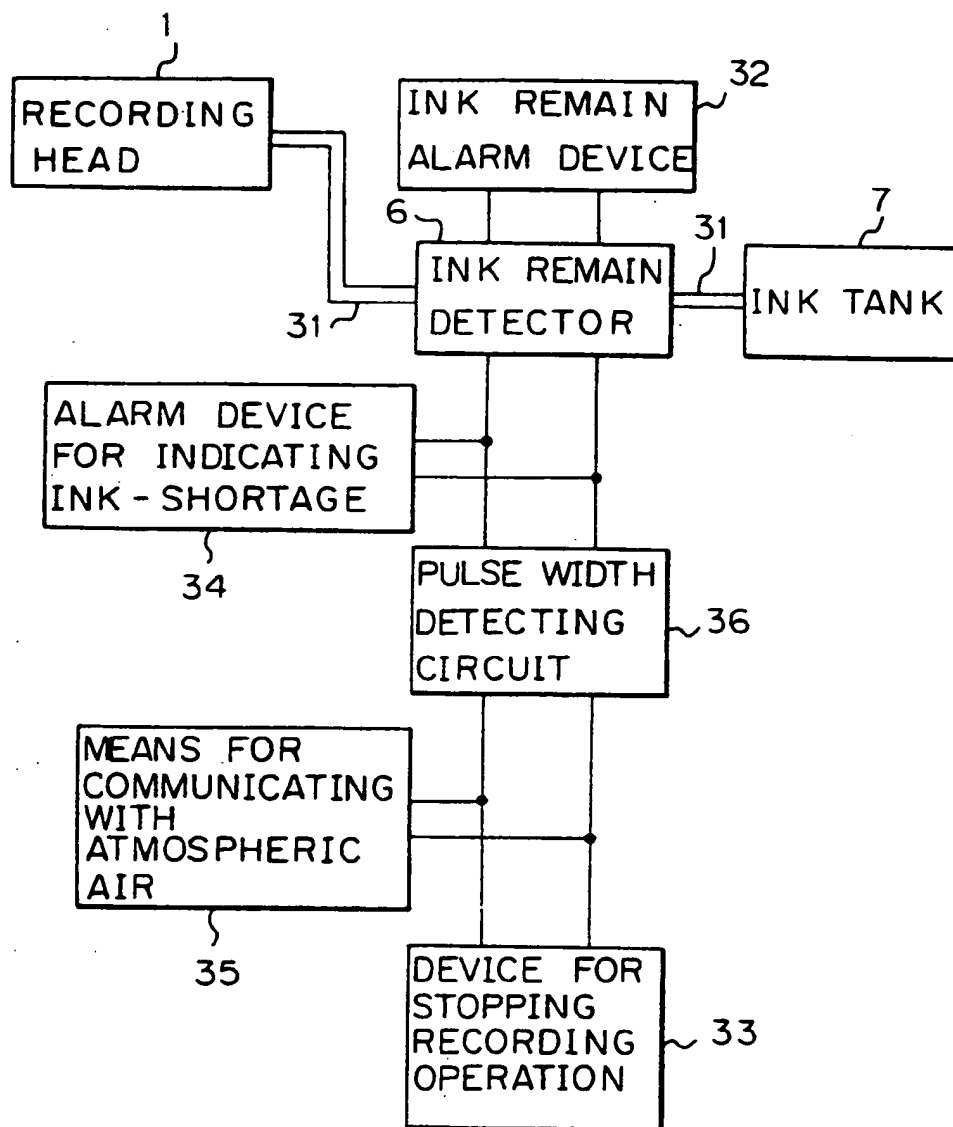 1
RECORDING
HEAD
INK REMAIN
ALARM DEVICE
32
6
INK REMAIN
DETECTOR
31
31
7
INK TANK
ALARM DEVICE
FOR INDICATING
INK-SHORTAGE
34
PULSE WIDTH
DETECTING
CIRCUIT
36
MEANS FOR
COMMUNICATING
WITH
ATMOSPHERIC
AIR
35
DEVICE FOR
STOPPING
RECORDING
OPERATION
33